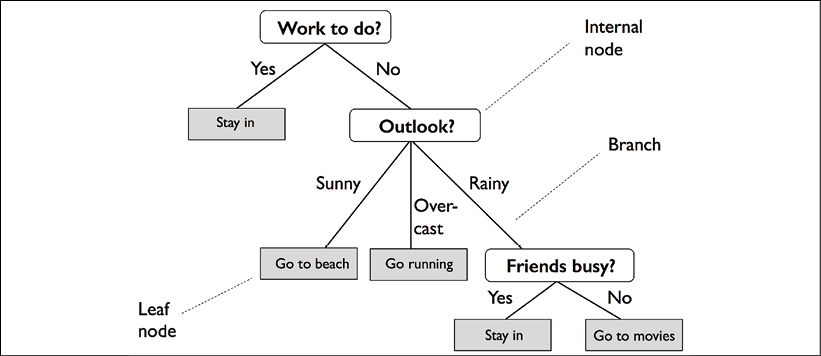 Work to do?
Internal
node
Yes
No
Stay in
Outlook?
Branch
Sunny
Rainy
Over-
cast
Go to beach
Go running
Friends busy?
Leaf
node
Yes
No
Stay in
Go to movies